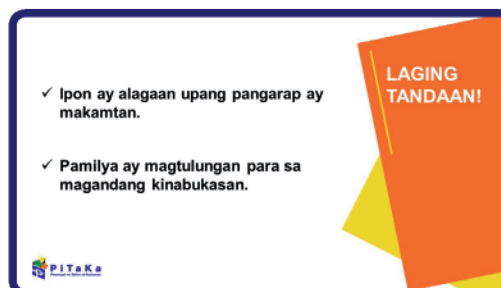 ✓ Ipon ay alagaan upang pangarap ay
makamtan.
✓ Pamilya ay magtulungan para sa
magandang kinabukasan.
LAGING
TANDAAN!
PITaKa